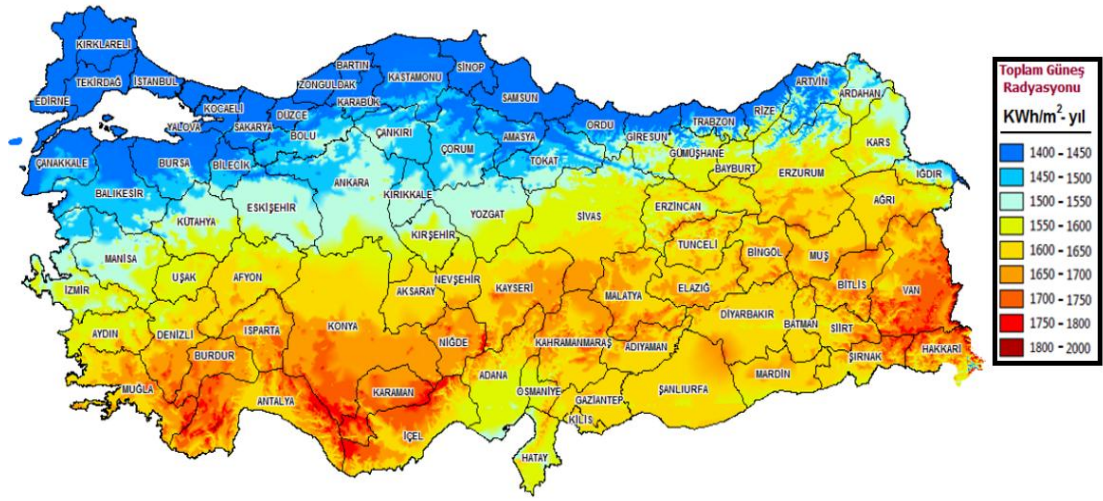 KIRKLARELİ
TEKİRDAĞ
İSTANBUL
EDİRNE
KOCAELİ
YALOVA
SAKARYA
DÜZCE
BOLU
ZONGULDAK
BARTIN
KARABÜK
KASTAMONU
SİNOP
SAMSUN
ÇANKIRI
ÇORUM
AMASYA
TOKAT
ORDU
GİRESUN
TRABZON
RİZE
ARTVİN
ARDAHAN
KARS
IĞDIR
GÜMÜŞHANE
BAYBURT
ERZURUM
AĞRI
ÇANAKKALE
BALIKESİR
BURSA
BİLECİK
KÜTAHYA
ESKİŞEHİR
ANKARA
KIRIKKALE
KIRŞEHİR
YOZGAT
SİVAS
ERZİNCAN
TUNCELİ
BİNGÖL
MUŞ
BİTLİS
VAN
MANİSA
İZMİR
UŞAK
AFYON
AKSARAY
NEVŞEHİR
KAYSERİ
MALATYA
ELAZIĞ
DİYARBAKIR
BATMAN
SİİRT
ŞIRNAK
HAKKARİ
AYDIN
DENİZLİ
ISPARTA
BURDUR
KONYA
NİĞDE
KAHRAMANMARAŞ
ADIYAMAN
MARDİN
ŞANLIURFA
MUĞLA
ANTALYA
KARAMAN
İÇEL
ADANA
OSMANİYE
GAZİANTEP
KİLİS
HATAY
Toplam Güneş
Radyasyonu
KWh/m²- yıl
1400 - 1450
1450 - 1500
1500 - 1550
1550 - 1600
1600 - 1650
1650 - 1700
1700 - 1750
1750 - 1800
1800 - 2000